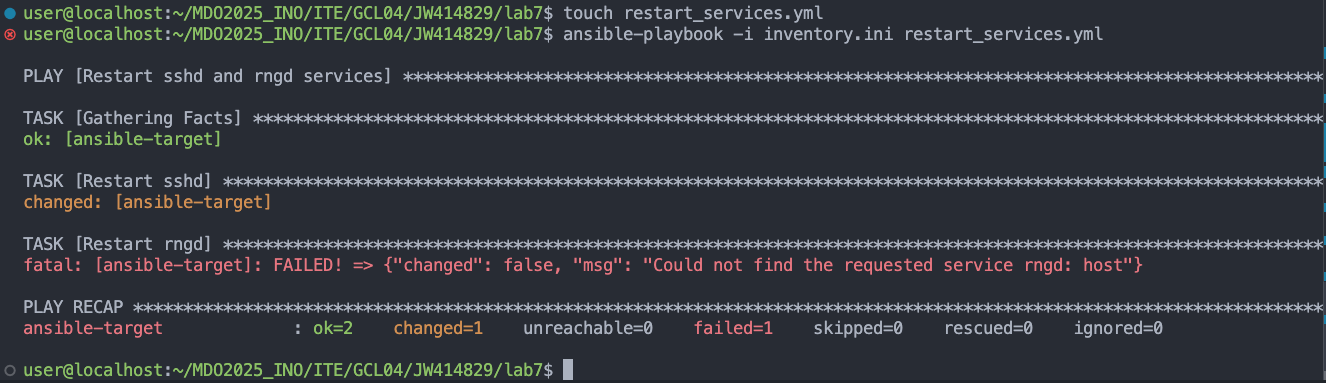 user@localhost:~/MDO2025_INO/ITE/GCL04/JW414829/lab7$ touch restart_services.yml
user@localhost:~/MDO2025_INO/ITE/GCL04/JW414829/lab7$ ansible-playbook -i inventory.ini restart_services.yml
PLAY [Restart sshd and rngd services] ********************************************************************************************
TASK [Gathering Facts] ***********************************************************************************************************
ok: [ansible-target]
TASK [Restart sshd] **************************************************************************************************************
changed: [ansible-target]
TASK [Restart rngd] **************************************************************************************************************
fatal: [ansible-target]: FAILED! => {"changed": false, "msg": "Could not find the requested service rngd: host"}
PLAY RECAP ***********************************************************************************************************************
ansible-target             : ok=2    changed=1    unreachable=0    failed=1    skipped=0    rescued=0    ignored=0
user@localhost:~/MDO2025_INO/ITE/GCL04/JW414829/lab7$